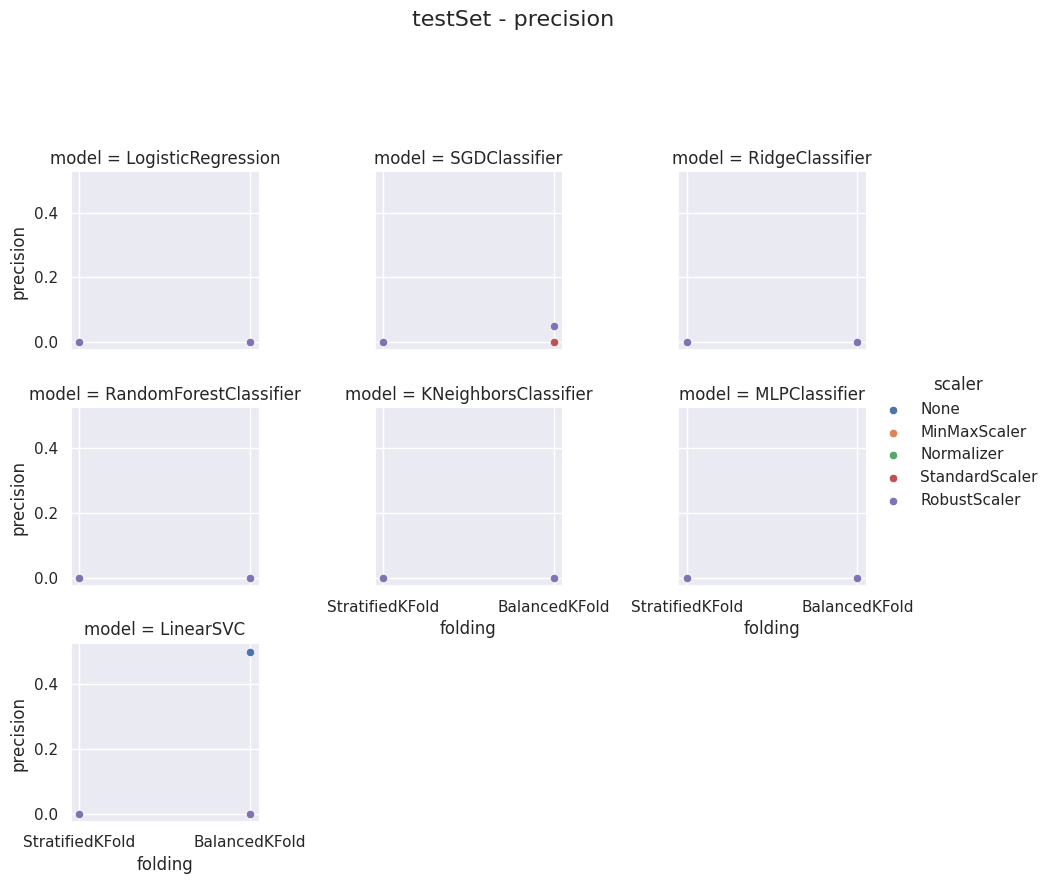 testSet - precision
model = LogisticRegression
model = SGDClassifier
model = RidgeClassifier
precision
0.4
0.2
0.0
model = RandomForestClassifier
model = KNeighborsClassifier
model = MLPClassifier
precision
0.4
0.2
0.0
StratifiedKFold
BalancedKFold
folding
StratifiedKFold
BalancedKFold
folding
scaler
None
MinMaxScaler
Normalizer
StandardScaler
RobustScaler
model = LinearSVC
precision
0.4
0.2
0.0
StratifiedKFold
BalancedKFold
folding